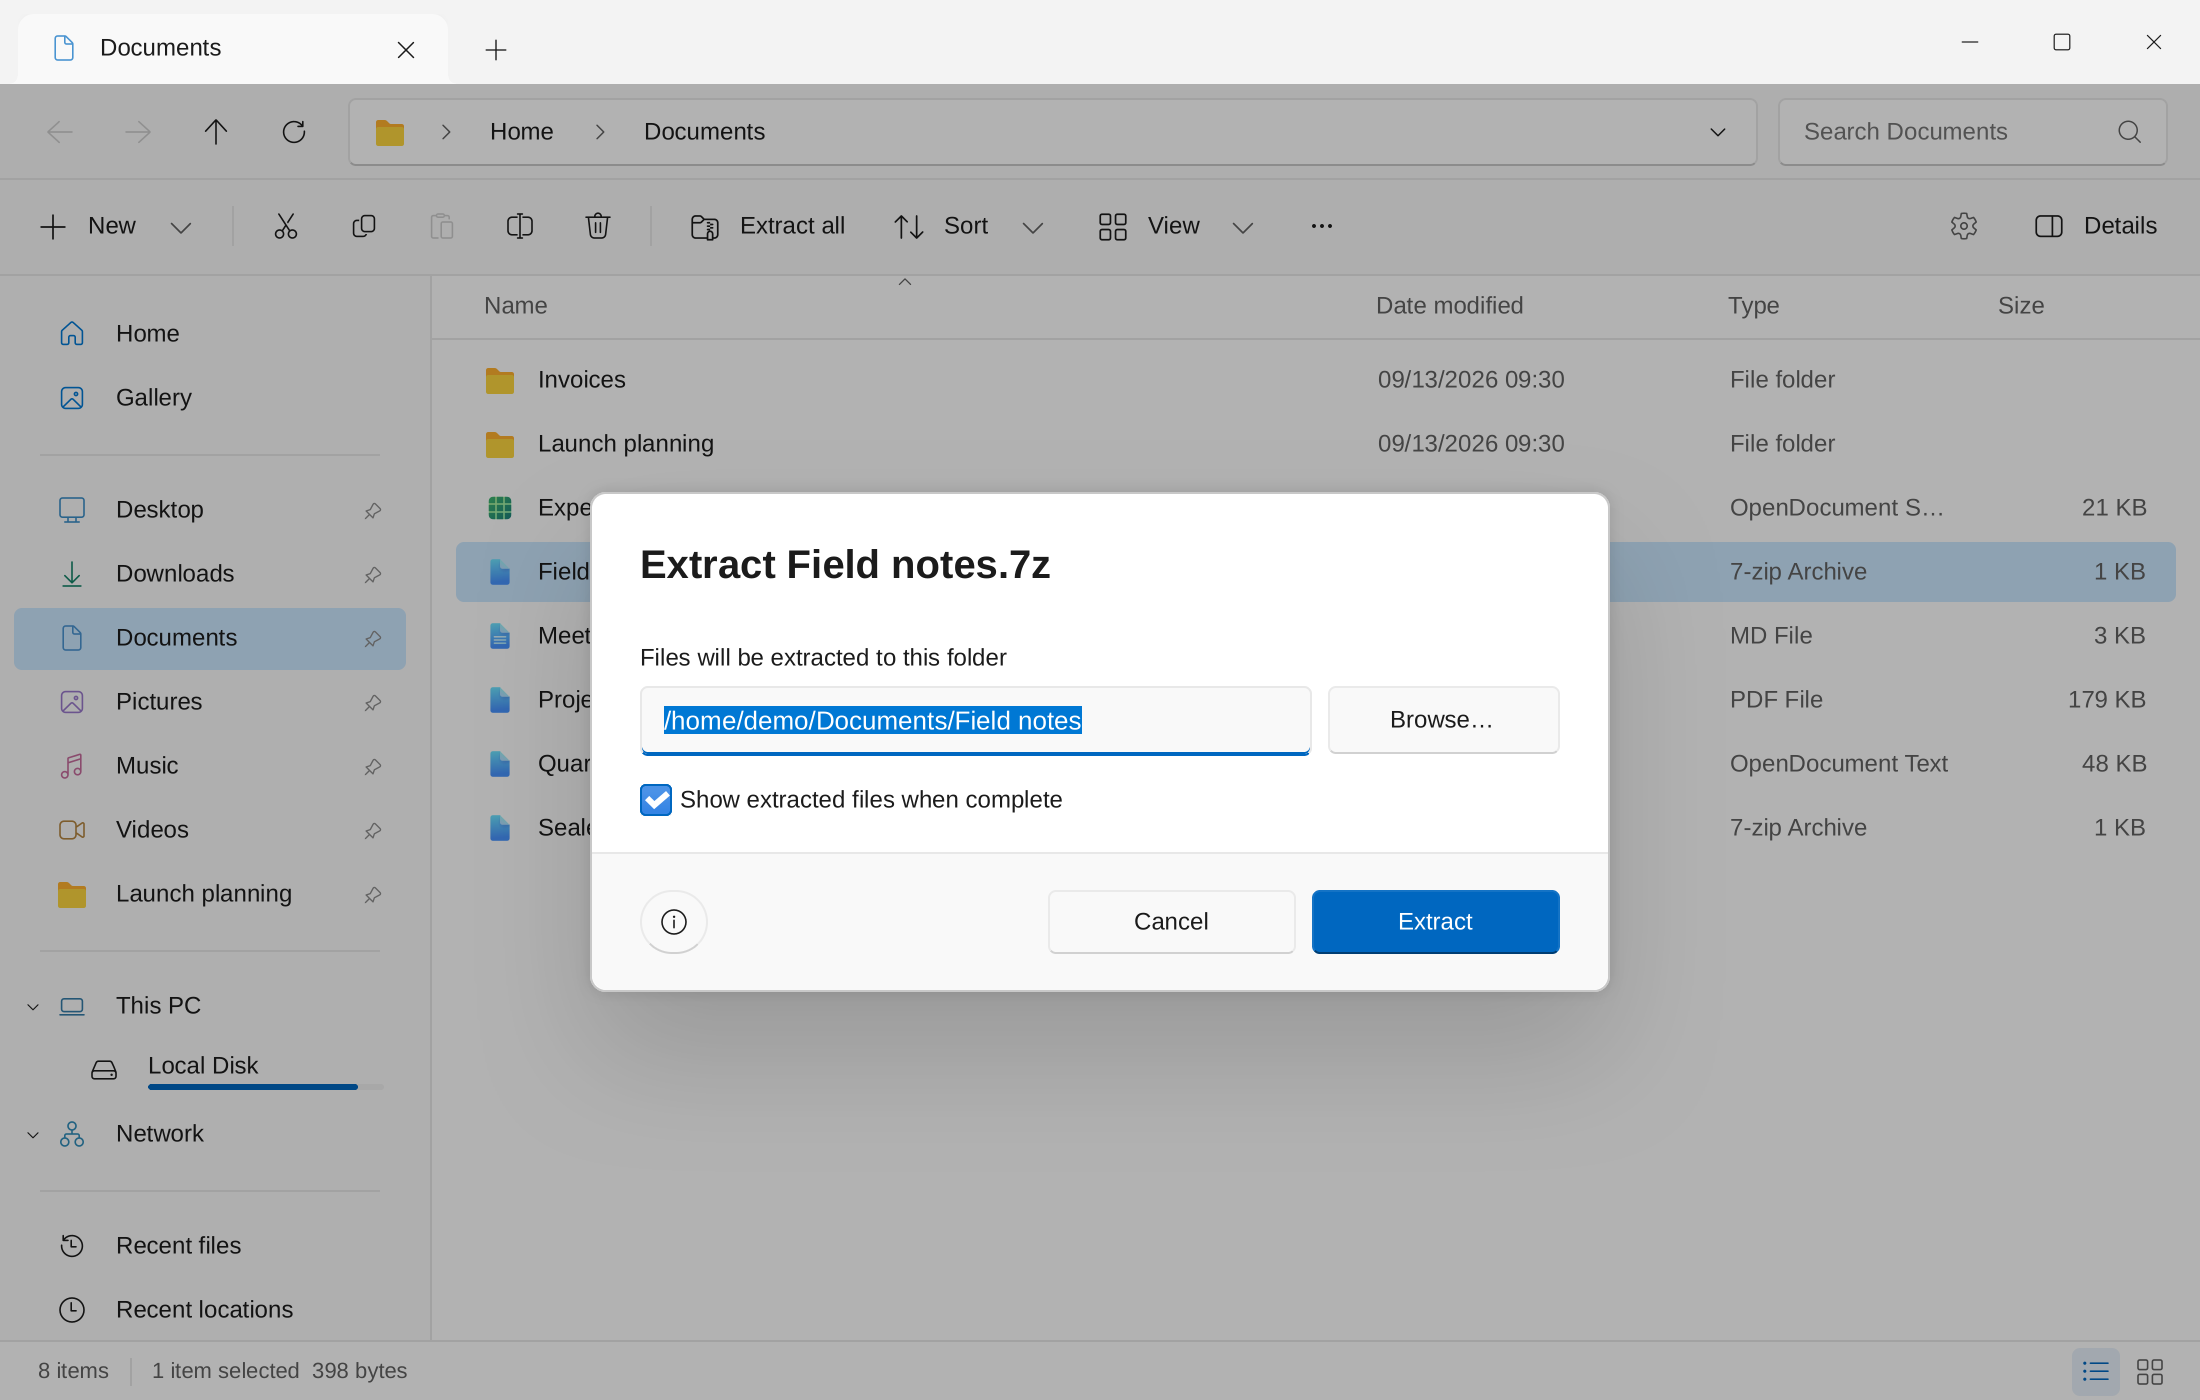 Documents
Home
Documents
Search Documents
New
Extract all
Sort
View
Details
Name
Date modified
Type
Size
Home
Gallery
Desktop
Downloads
Documents
Pictures
Music
Videos
Launch planning
This PC
Local Disk
Network
Recent files
Recent locations
Invoices 09/13/2026 09:30 File folder
Launch planning 09/13/2026 09:30 File folder
Expe OpenDocument S… 21 KB
Field 7-zip Archive 1 KB
Meet MD File 3 KB
Proje PDF File 179 KB
Quar OpenDocument Text 48 KB
Seale 7-zip Archive 1 KB
Extract Field notes.7z
Files will be extracted to this folder
/home/demo/Documents/Field notes
Browse…
Show extracted files when complete
Cancel
Extract
8 items
1 item selected 398 bytes